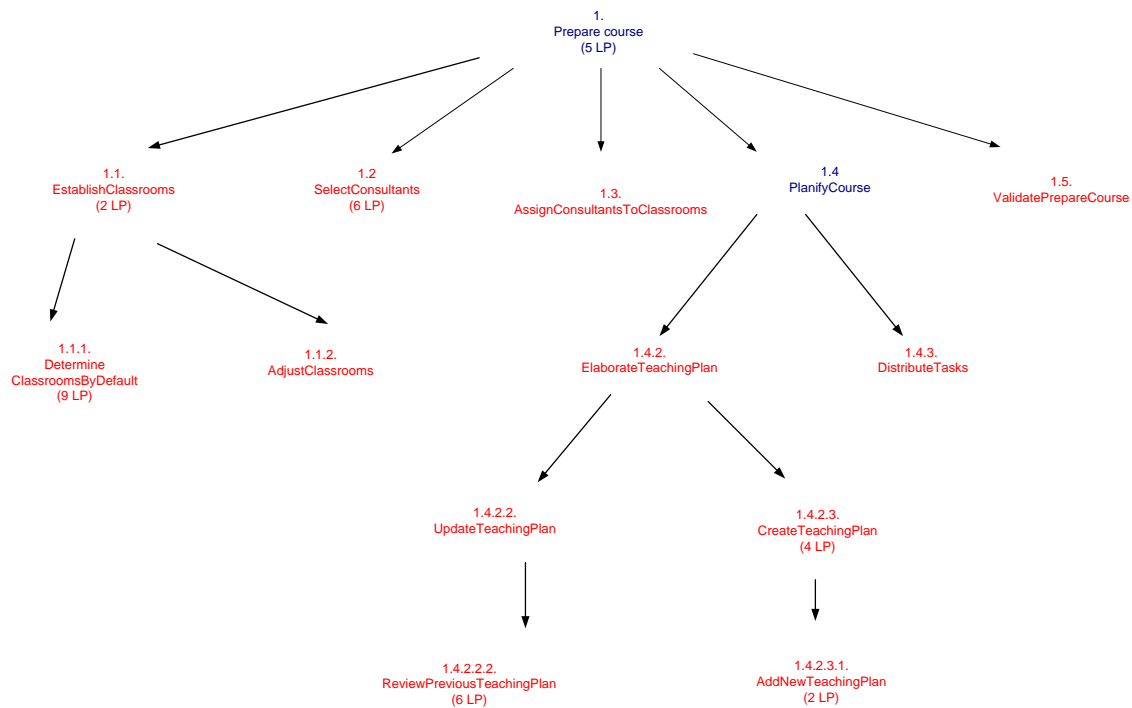 1.
Prepare course
(5 LP)
1.1.
EstablishClassrooms
(2 LP)
1.2
SelectConsultants
(6 LP)
1.3.
AssignConsultantsToClassrooms
1.4
PlanifyCourse
1.5.
ValidatePrepareCourse
1.1.1.
Determine
ClassroomsByDefault
(9 LP)
1.1.2.
AdjustClassrooms
1.4.2.
ElaborateTeachingPlan
1.4.3.
DistributeTasks
1.4.2.2.
UpdateTeachingPlan
1.4.2.3.
CreateTeachingPlan
(4 LP)
1.4.2.2.2.
ReviewPreviousTeachingPlan
(6 LP)
1.4.2.3.1.
AddNewTeachingPlan
(2 LP)